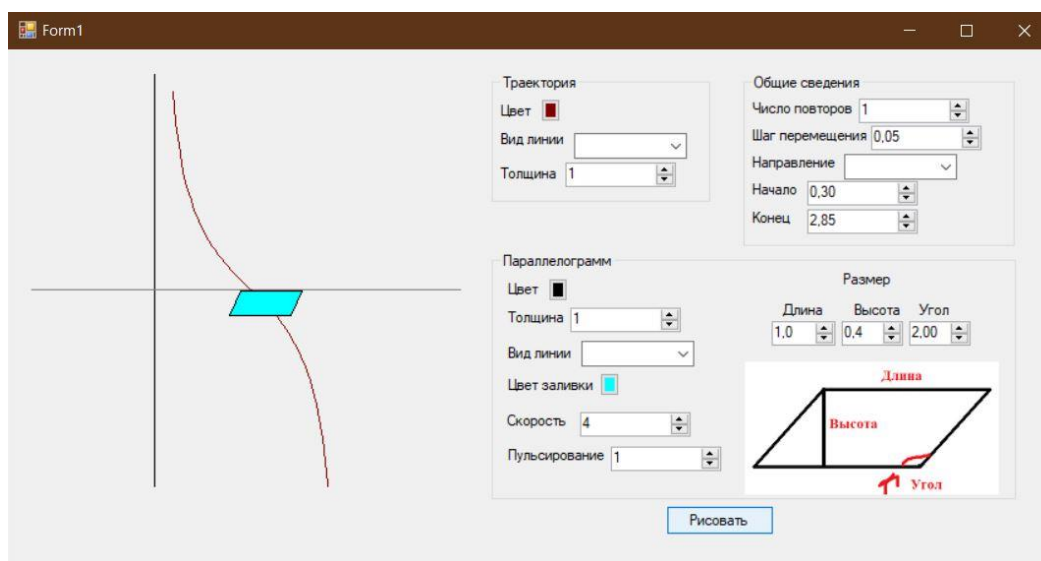 Form1
Траектория
Цвет
Вид линии
Толщина 1
Общие сведения
Число повторов 1
Шаг перемещения 0,05
Направление
Начало 0,30
Конец 2,85
Параллелограмм
Цвет
Толщина 1
Вид линии
Цвет заливки
Скорость 4
Пульсирование 1
Размер
Длина Высота Угол
1,0 0,4 2,00
Длина
Высота
Угол
Рисовать